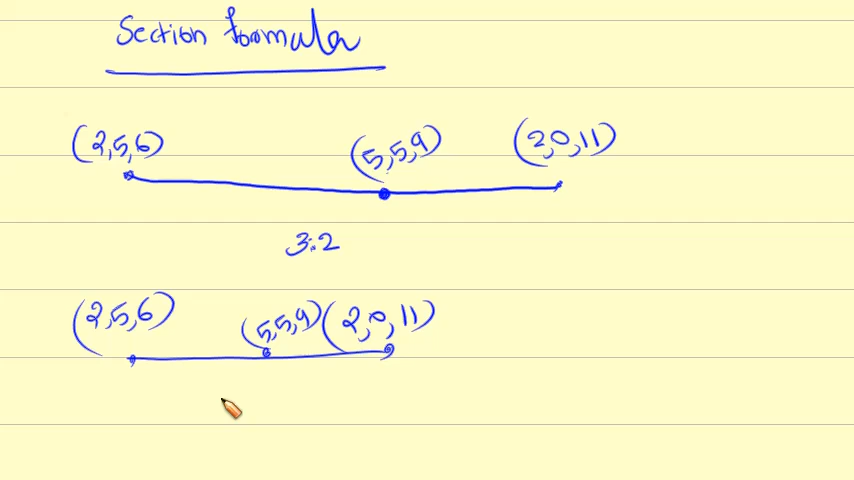 Section formula
(2,5,6) (5,5,9) (2,0,11)
3:2
(2,5,6) (5,5,9) (2,0,11)